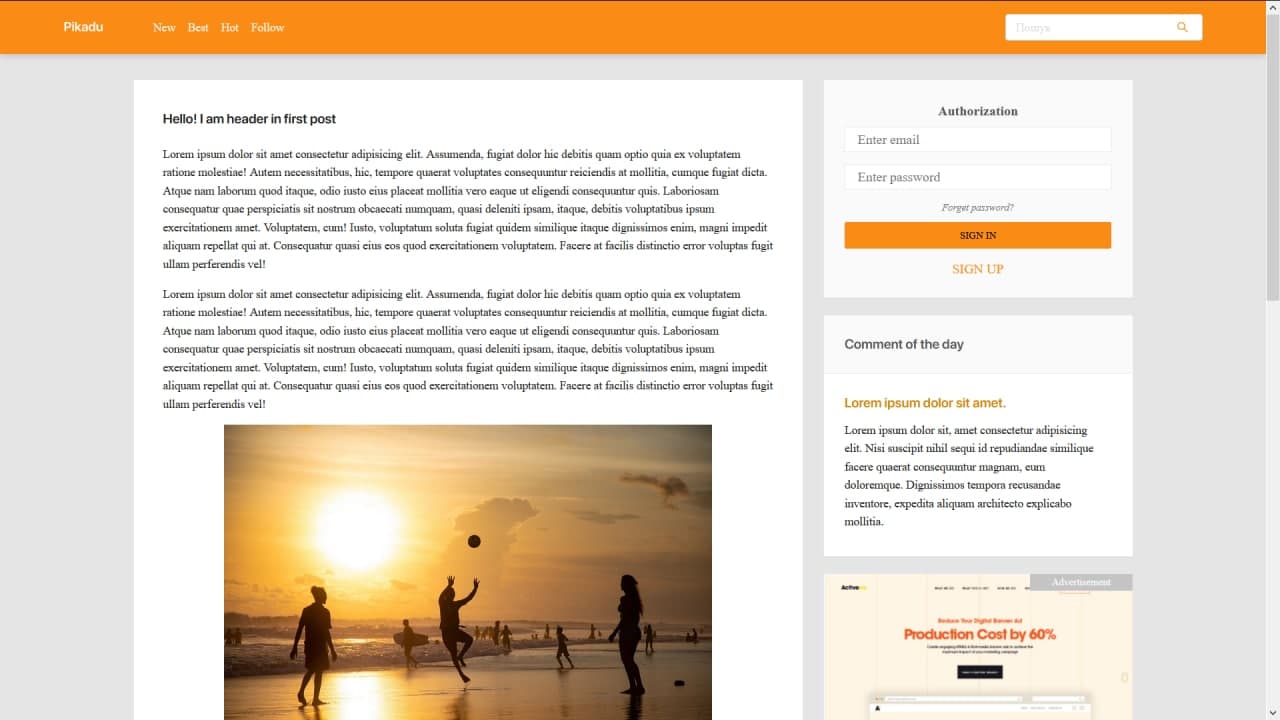 Pikadu
New Best Hot Follow
Пошук
Hello! I am header in first post
Lorem ipsum dolor sit amet consectetur adipisicing elit. Assumenda, fugiat dolor hic debitis quam optio quia ex voluptatem
ratione molestiae! Autem necessitatibus, hic, tempore quaerat voluptates consequuntur reiciendis at mollitia, cumque fugiat dicta.
Atque nam laborum quod itaque, odio iusto eius placeat mollitia vero eaque ut eligendi consequuntur quis. Laboriosam
consequatur quae perspiciatis sit nostrum obcaecati numquam, quasi deleniti ipsam, itaque, debitis voluptatibus ipsum
exercitationem amet. Voluptatem, cum! Iusto, voluptatum soluta fugiat quidem similique itaque dignissimos enim, magni impedit
aliquam repellat qui at. Consequatur quasi eius eos quod exercitationem voluptatem. Facere at facilis distinctio error voluptas fugit
ullam perferendis vel!
Lorem ipsum dolor sit amet consectetur adipisicing elit. Assumenda, fugiat dolor hic debitis quam optio quia ex voluptatem
ratione molestiae! Autem necessitatibus, hic, tempore quaerat voluptates consequuntur reiciendis at mollitia, cumque fugiat dicta.
Atque nam laborum quod itaque, odio iusto eius placeat mollitia vero eaque ut eligendi consequuntur quis. Laboriosam
consequatur quae perspiciatis sit nostrum obcaecati numquam, quasi deleniti ipsam, itaque, debitis voluptatibus ipsum
exercitationem amet. Voluptatem, cum! Iusto, voluptatum soluta fugiat quidem similique itaque dignissimos enim, magni impedit
aliquam repellat qui at. Consequatur quasi eius eos quod exercitationem voluptatem. Facere at facilis distinctio error voluptas fugit
ullam perferendis vel!
Authorization
Enter email
Enter password
Forget password?
SIGN IN
SIGN UP
Comment of the day
Lorem ipsum dolor sit amet.
Lorem ipsum dolor sit, amet consectetur adipisicing
elit. Nisi suscipit nihil sequi id repudiandae similique
facere quaerat consequuntur magnam, eum
doloremque. Dignissimos tempora recusandae
inventore, expedita aliquam architecto explicabo
mollitia.
Advertisement
Reduce Your Digital Banner Ad
Production Cost by 60%